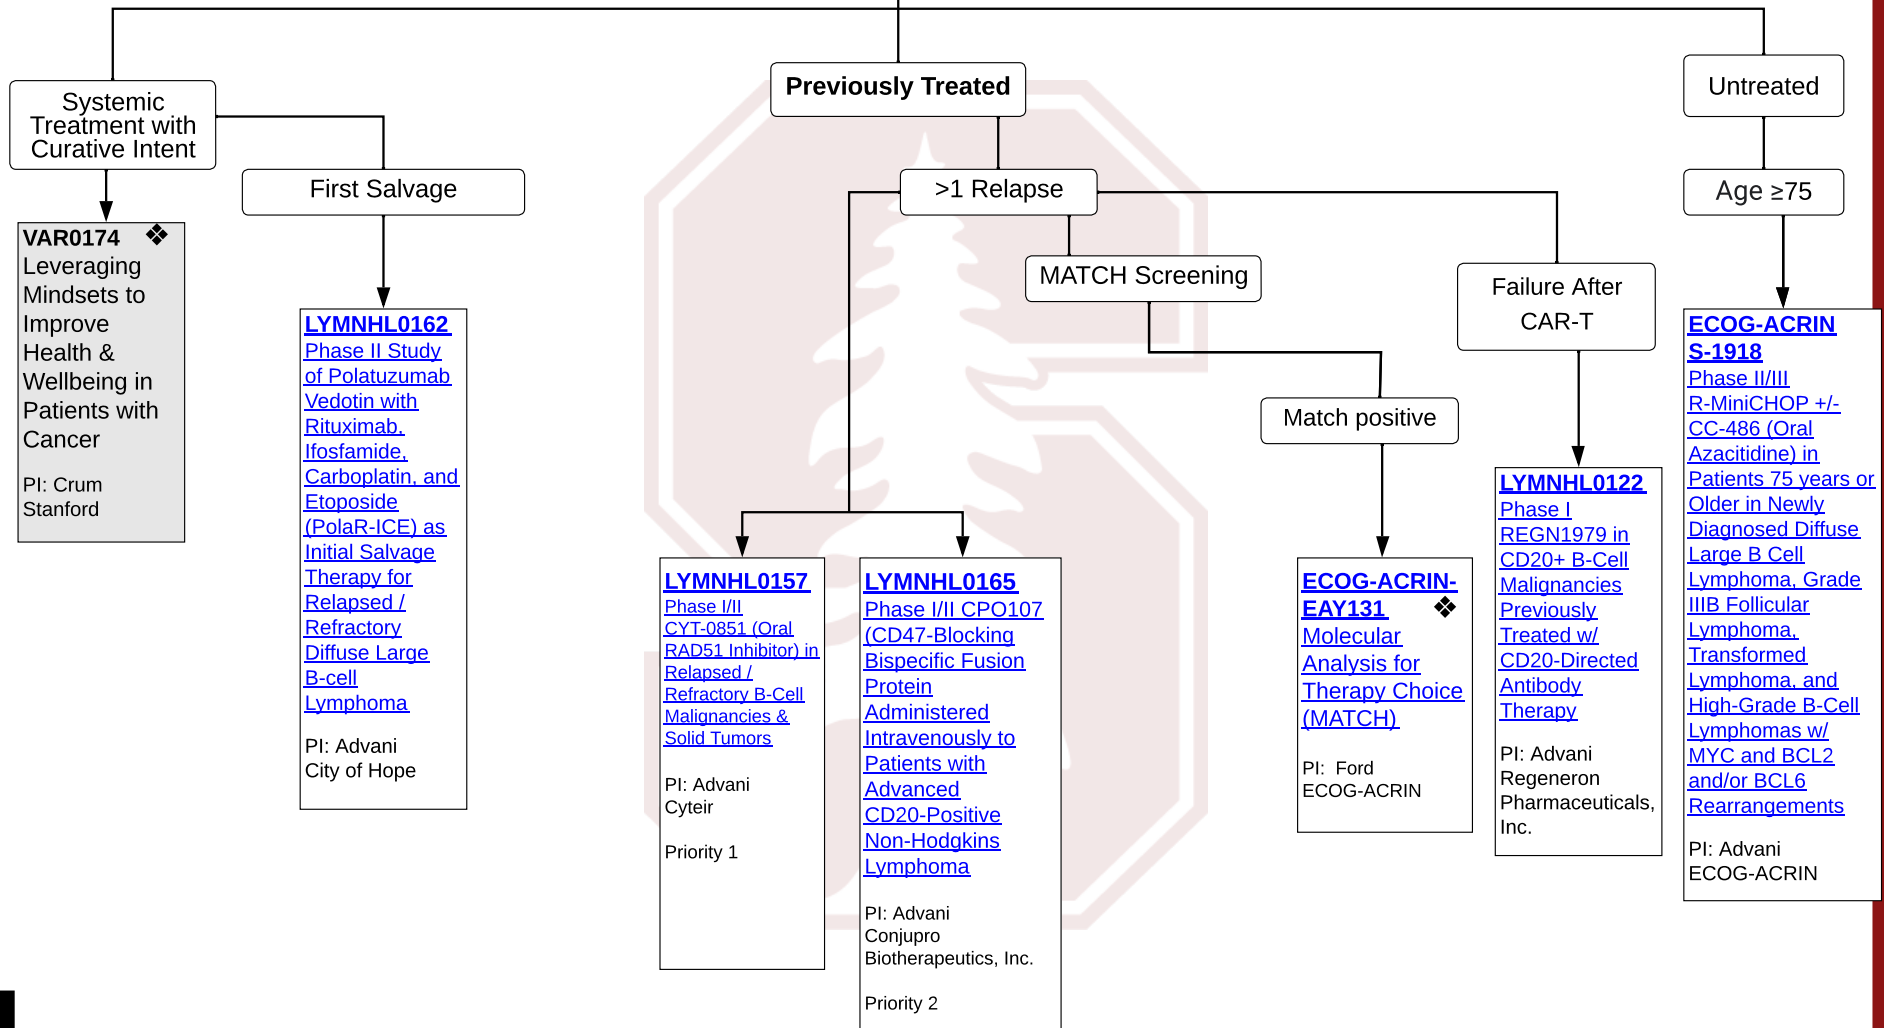 Systemic
Treatment with
Curative Intent
Previously Treated
Untreated
First Salvage
>1 Relapse
Age ≥75
MATCH Screening
Failure After
CAR-T
Match positive
VAR0174 ❖
Leveraging
Mindsets to
Improve
Health &
Wellbeing in
Patients with
Cancer
PI: Crum
Stanford
LYMNHL0162
Phase II Study
of Polatuzumab
Vedotin with
Rituximab,
Ifosfamide,
Carboplatin, and
Etoposide
(PolaR-ICE) as
Initial Salvage
Therapy for
Relapsed /
Refractory
Diffuse Large
B-cell
Lymphoma
PI: Advani
City of Hope
LYMNHL0157
Phase I/II
CYT-0851 (Oral
RAD51 Inhibitor) in
Relapsed /
Refractory B-Cell
Malignancies &
Solid Tumors
PI: Advani
Cyteir
Priority 1
LYMNHL0165
Phase I/II CPO107
(CD47-Blocking
Bispecific Fusion
Protein
Administered
Intravenously to
Patients with
Advanced
CD20-Positive
Non-Hodgkins
Lymphoma
PI: Advani
Conjupro
Biotherapeutics, Inc.
Priority 2
ECOG-ACRIN-
EAY131 ❖
Molecular
Analysis for
Therapy Choice
(MATCH)
PI:  Ford
ECOG-ACRIN
LYMNHL0122
Phase I
REGN1979 in
CD20+ B-Cell
Malignancies
Previously
Treated w/
CD20-Directed
Antibody
Therapy
PI: Advani
Regeneron
Pharmaceuticals,
Inc.
ECOG-ACRIN
S-1918
Phase II/III
R-MiniCHOP +/-
CC-486 (Oral
Azacitidine) in
Patients 75 years or
Older in Newly
Diagnosed Diffuse
Large B Cell
Lymphoma, Grade
IIIB Follicular
Lymphoma,
Transformed
Lymphoma, and
High-Grade B-Cell
Lymphomas w/
MYC and BCL2
and/or BCL6
Rearrangements
PI: Advani
ECOG-ACRIN